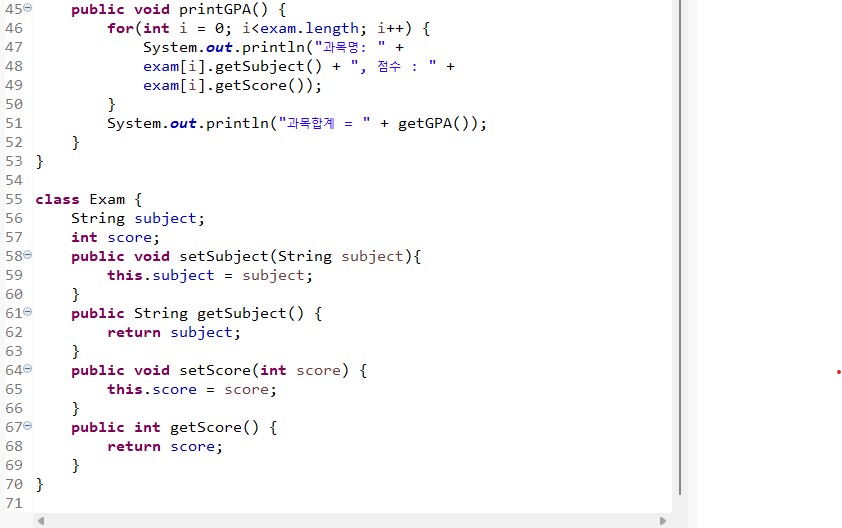 45 public void printGPA() {
46 for(int i = 0; i<exam.length; i++) {
47 System.out.println("과목명: " +
48 exam[i].getSubject() + ", 점수 : " +
49 exam[i].getScore());
50 }
51 System.out.println("과목합계 = " + getGPA());
52 }
53 }
54
55 class Exam {
56 String subject;
57 int score;
58 public void setSubject(String subject){
59 this.subject = subject;
60 }
61 public String getSubject() {
62 return subject;
63 }
64 public void setScore(int score) {
65 this.score = score;
66 }
67 public int getScore() {
68 return score;
69 }
70 }
71